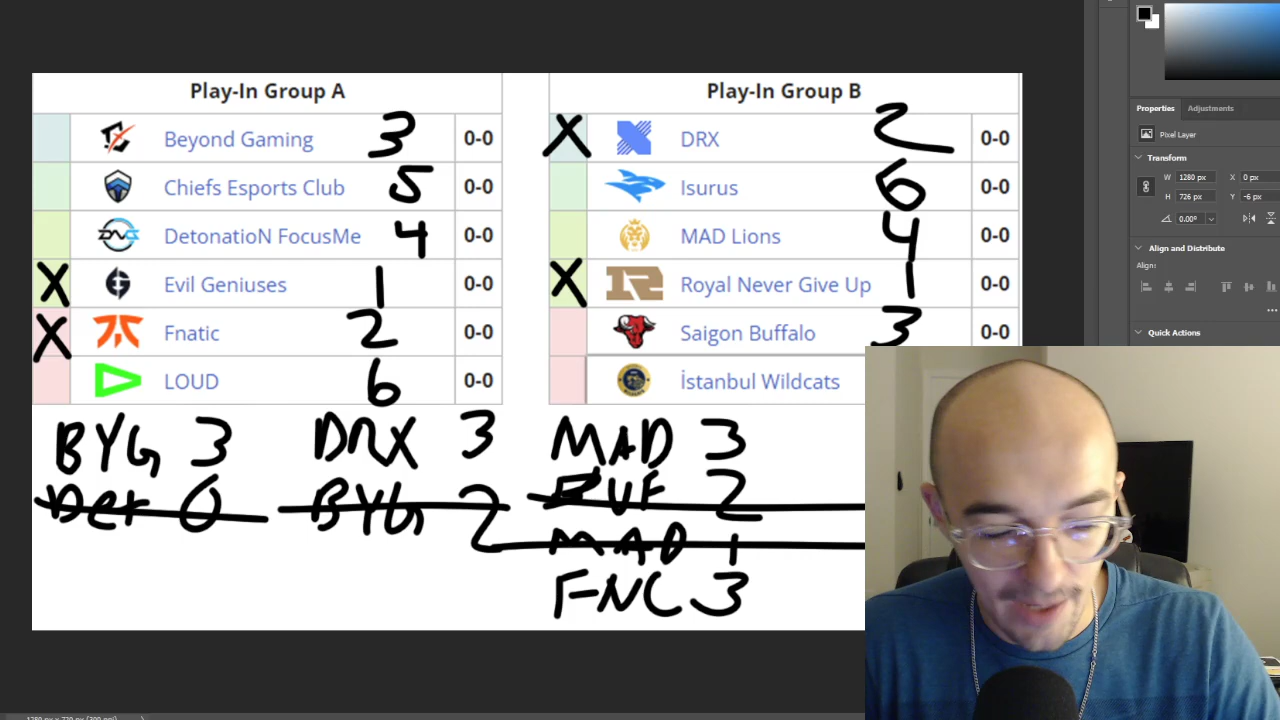 Play-In Group A
Beyond Gaming 3 0-0
Chiefs Esports Club 5 0-0
DetonatioN FocusMe 4 0-0
X Evil Geniuses 1 0-0
X Fnatic 2 0-0
LOUD 6 0-0
Play-In Group B
X DRX 2 0-0
Isurus 6 0-0
MAD Lions 4 0-0
X Royal Never Give Up 1 0-0
Saigon Buffalo 3 0-0
İstanbul Wildcats
BYG 3
Det 0
DRX 3
BYG 2
MAD 3
BUF 2
MAD 1
FNC 3
Properties Adjustments
Pixel Layer
Transform
W 1280 px X 0 px
H 726 px Y -6 px
0.00°
Align and Distribute
Align:
Quick Actions